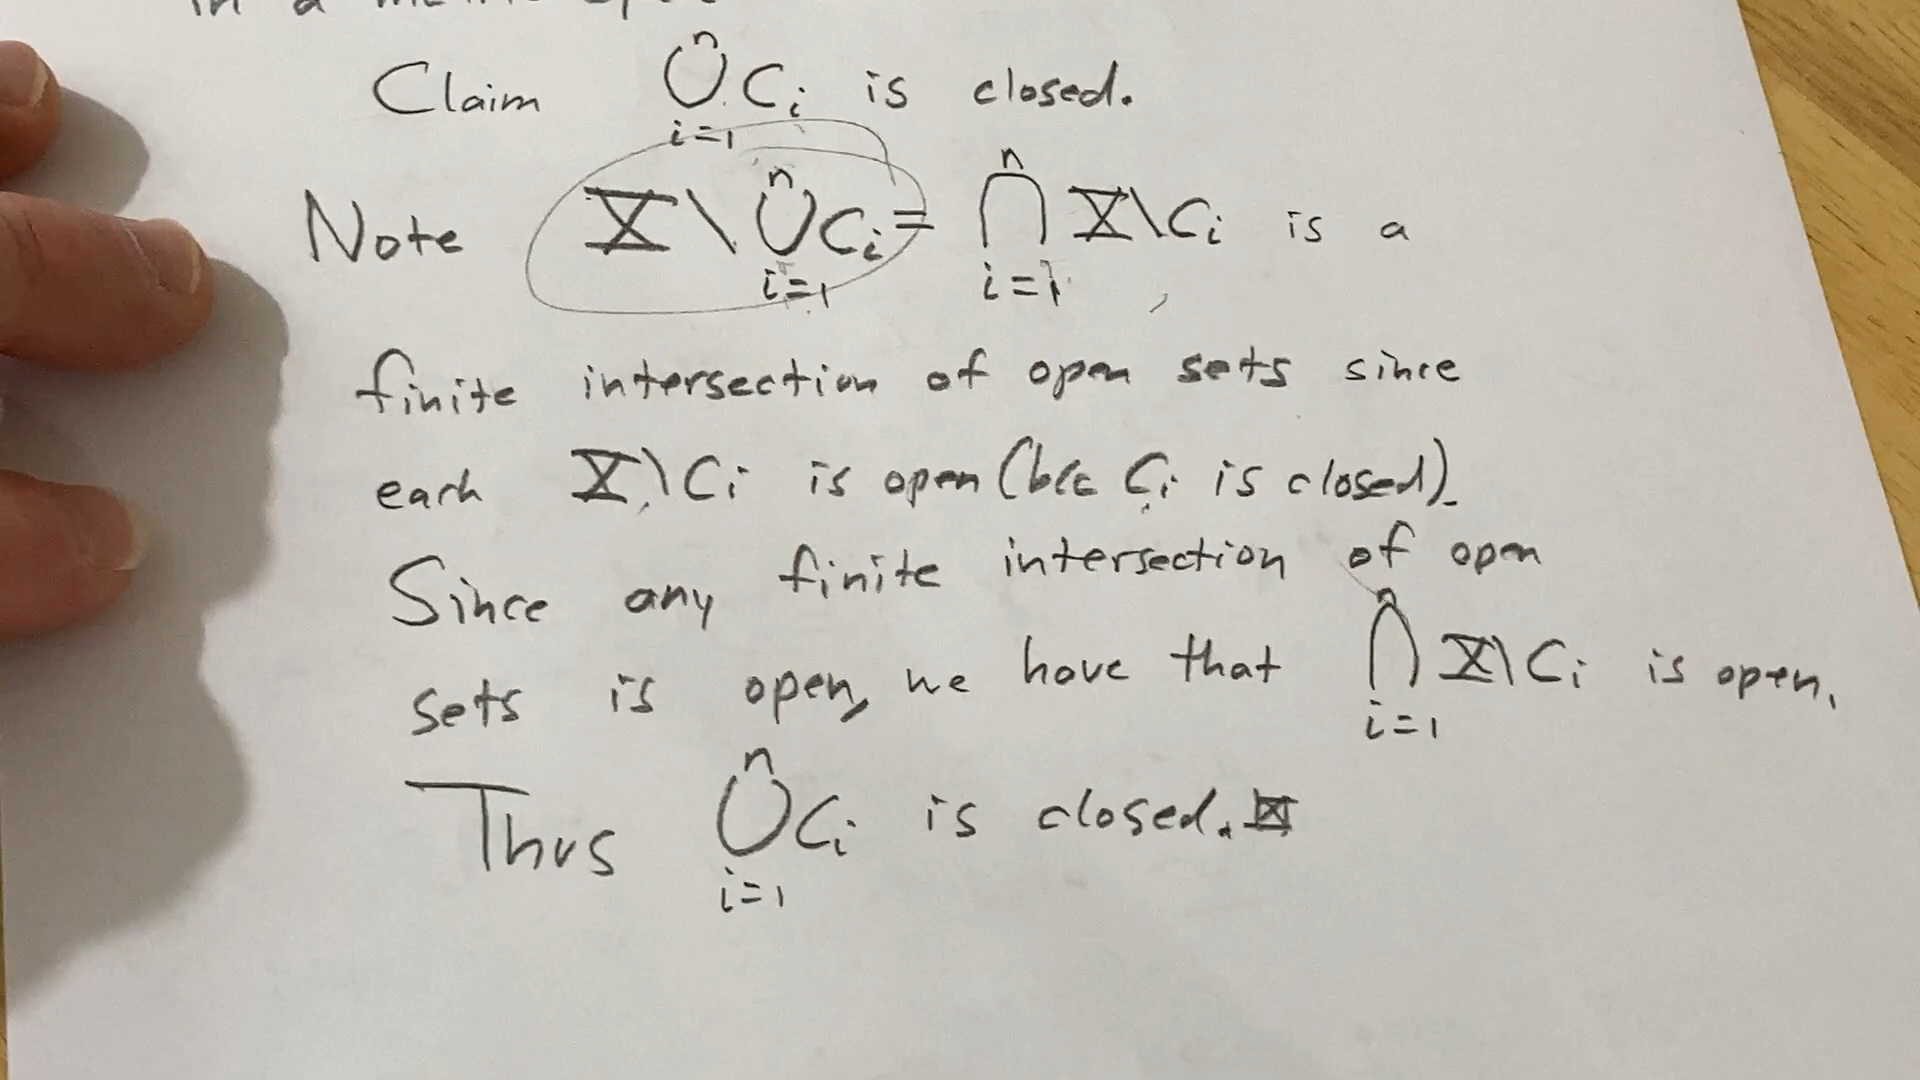 in a
Claim ⋃ᵢ₌₁ⁿ Cᵢ is closed.
Note X \ ⋃ᵢ₌₁ⁿ Cᵢ = ⋂ᵢ₌₁ⁿ X\Cᵢ is a
finite intersection of open sets since
each X\Cᵢ is open (b/c Cᵢ is closed).
Since any finite intersection of open
sets is open, we have that ⋂ᵢ₌₁ⁿ X\Cᵢ is open.
Thus ⋃ᵢ₌₁ⁿ Cᵢ is closed.